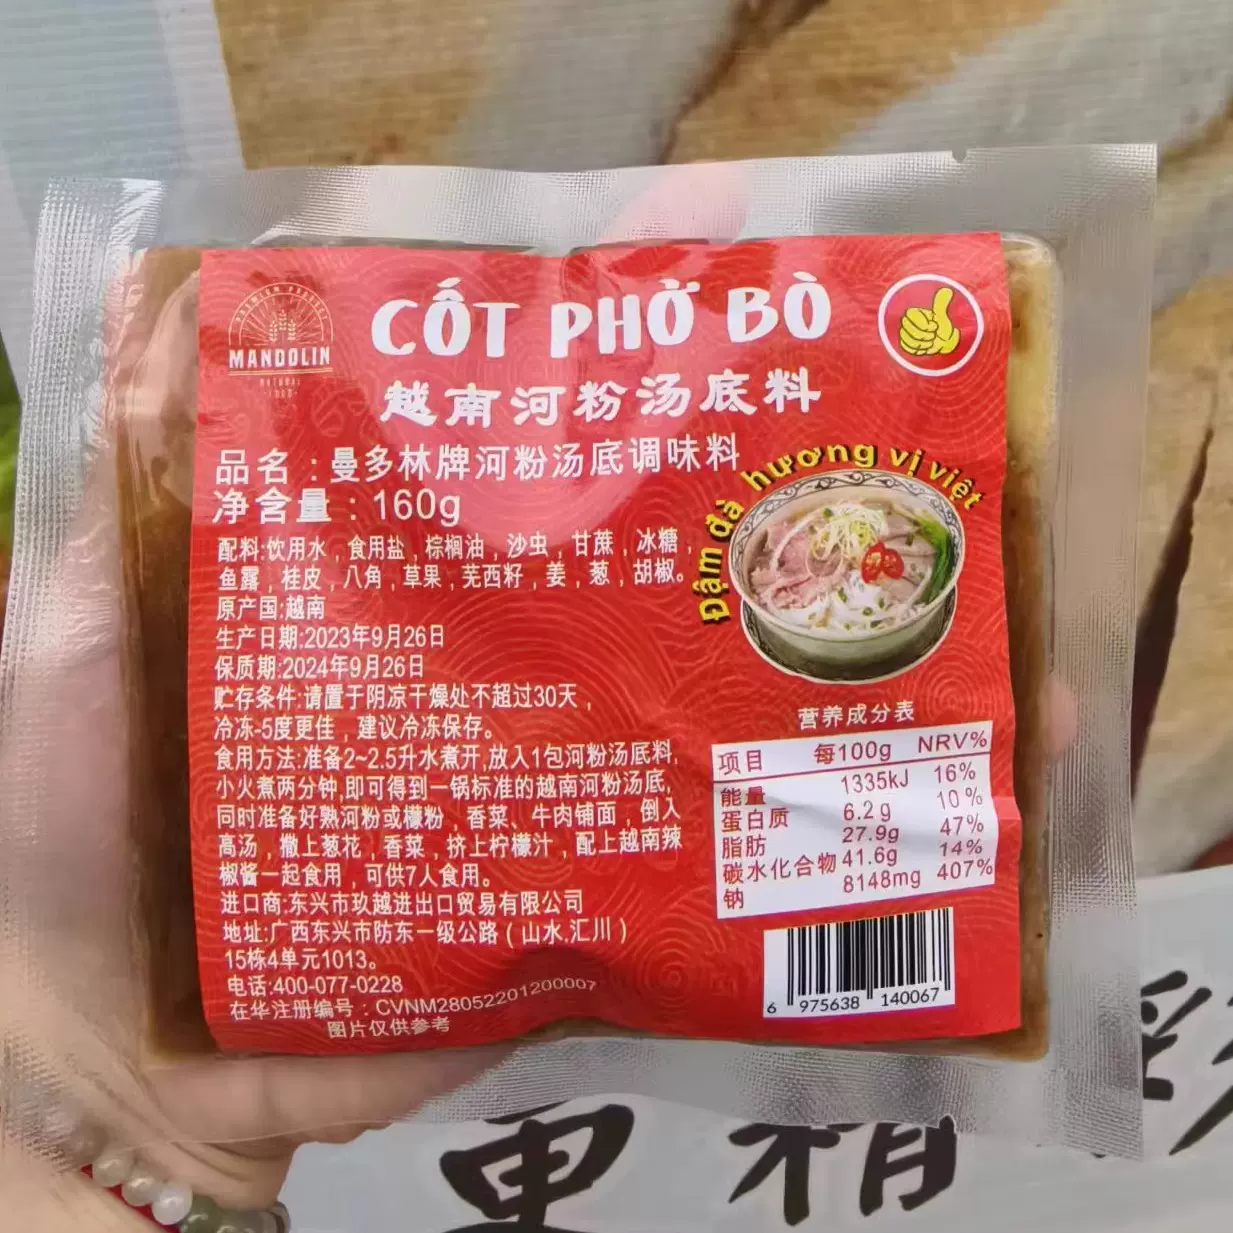 PREMIUM PRODUCT
MANDOLIN
NATURAL
FOOD
CỐT PHỞ BÒ
越南河粉汤底料
品名:曼多林牌河粉汤底调味料
净含量:160g
Đậm đà hương vị việt
配料:饮用水,食用盐,棕榈油,沙虫,甘蔗,冰糖,
鱼露,桂皮,八角,草果,芫西籽,姜,葱,胡椒。
原产国:越南
生产日期:2023年9月26日
保质期:2024年9月26日
贮存条件:请置于阴凉干燥处不超过30天,
冷冻-5度更佳,建议冷冻保存。
食用方法:准备2~2.5升水煮开,放入1包河粉汤底料,
小火煮两分钟,即可得到一锅标准的越南河粉汤底,
同时准备好熟河粉或檬粉,香菜、牛肉铺面,倒入
高汤,撒上葱花,香菜,挤上柠檬汁,配上越南辣
椒酱一起食用,可供7人食用。
进口商:东兴市玖越进出口贸易有限公司
地址:广西东兴市防东一级公路(山水.汇川)
15栋4单元1013。
电话:400-077-0228
在华注册编号:CVNM28052201200007
图片仅供参考
营养成分表
项目 每100g NRV%
能量 1335kJ 16%
蛋白质 6.2g 10%
脂肪 27.9g 47%
碳水化合物 41.6g 14%
钠 8148mg 407%
6 975638 140067
更精彩